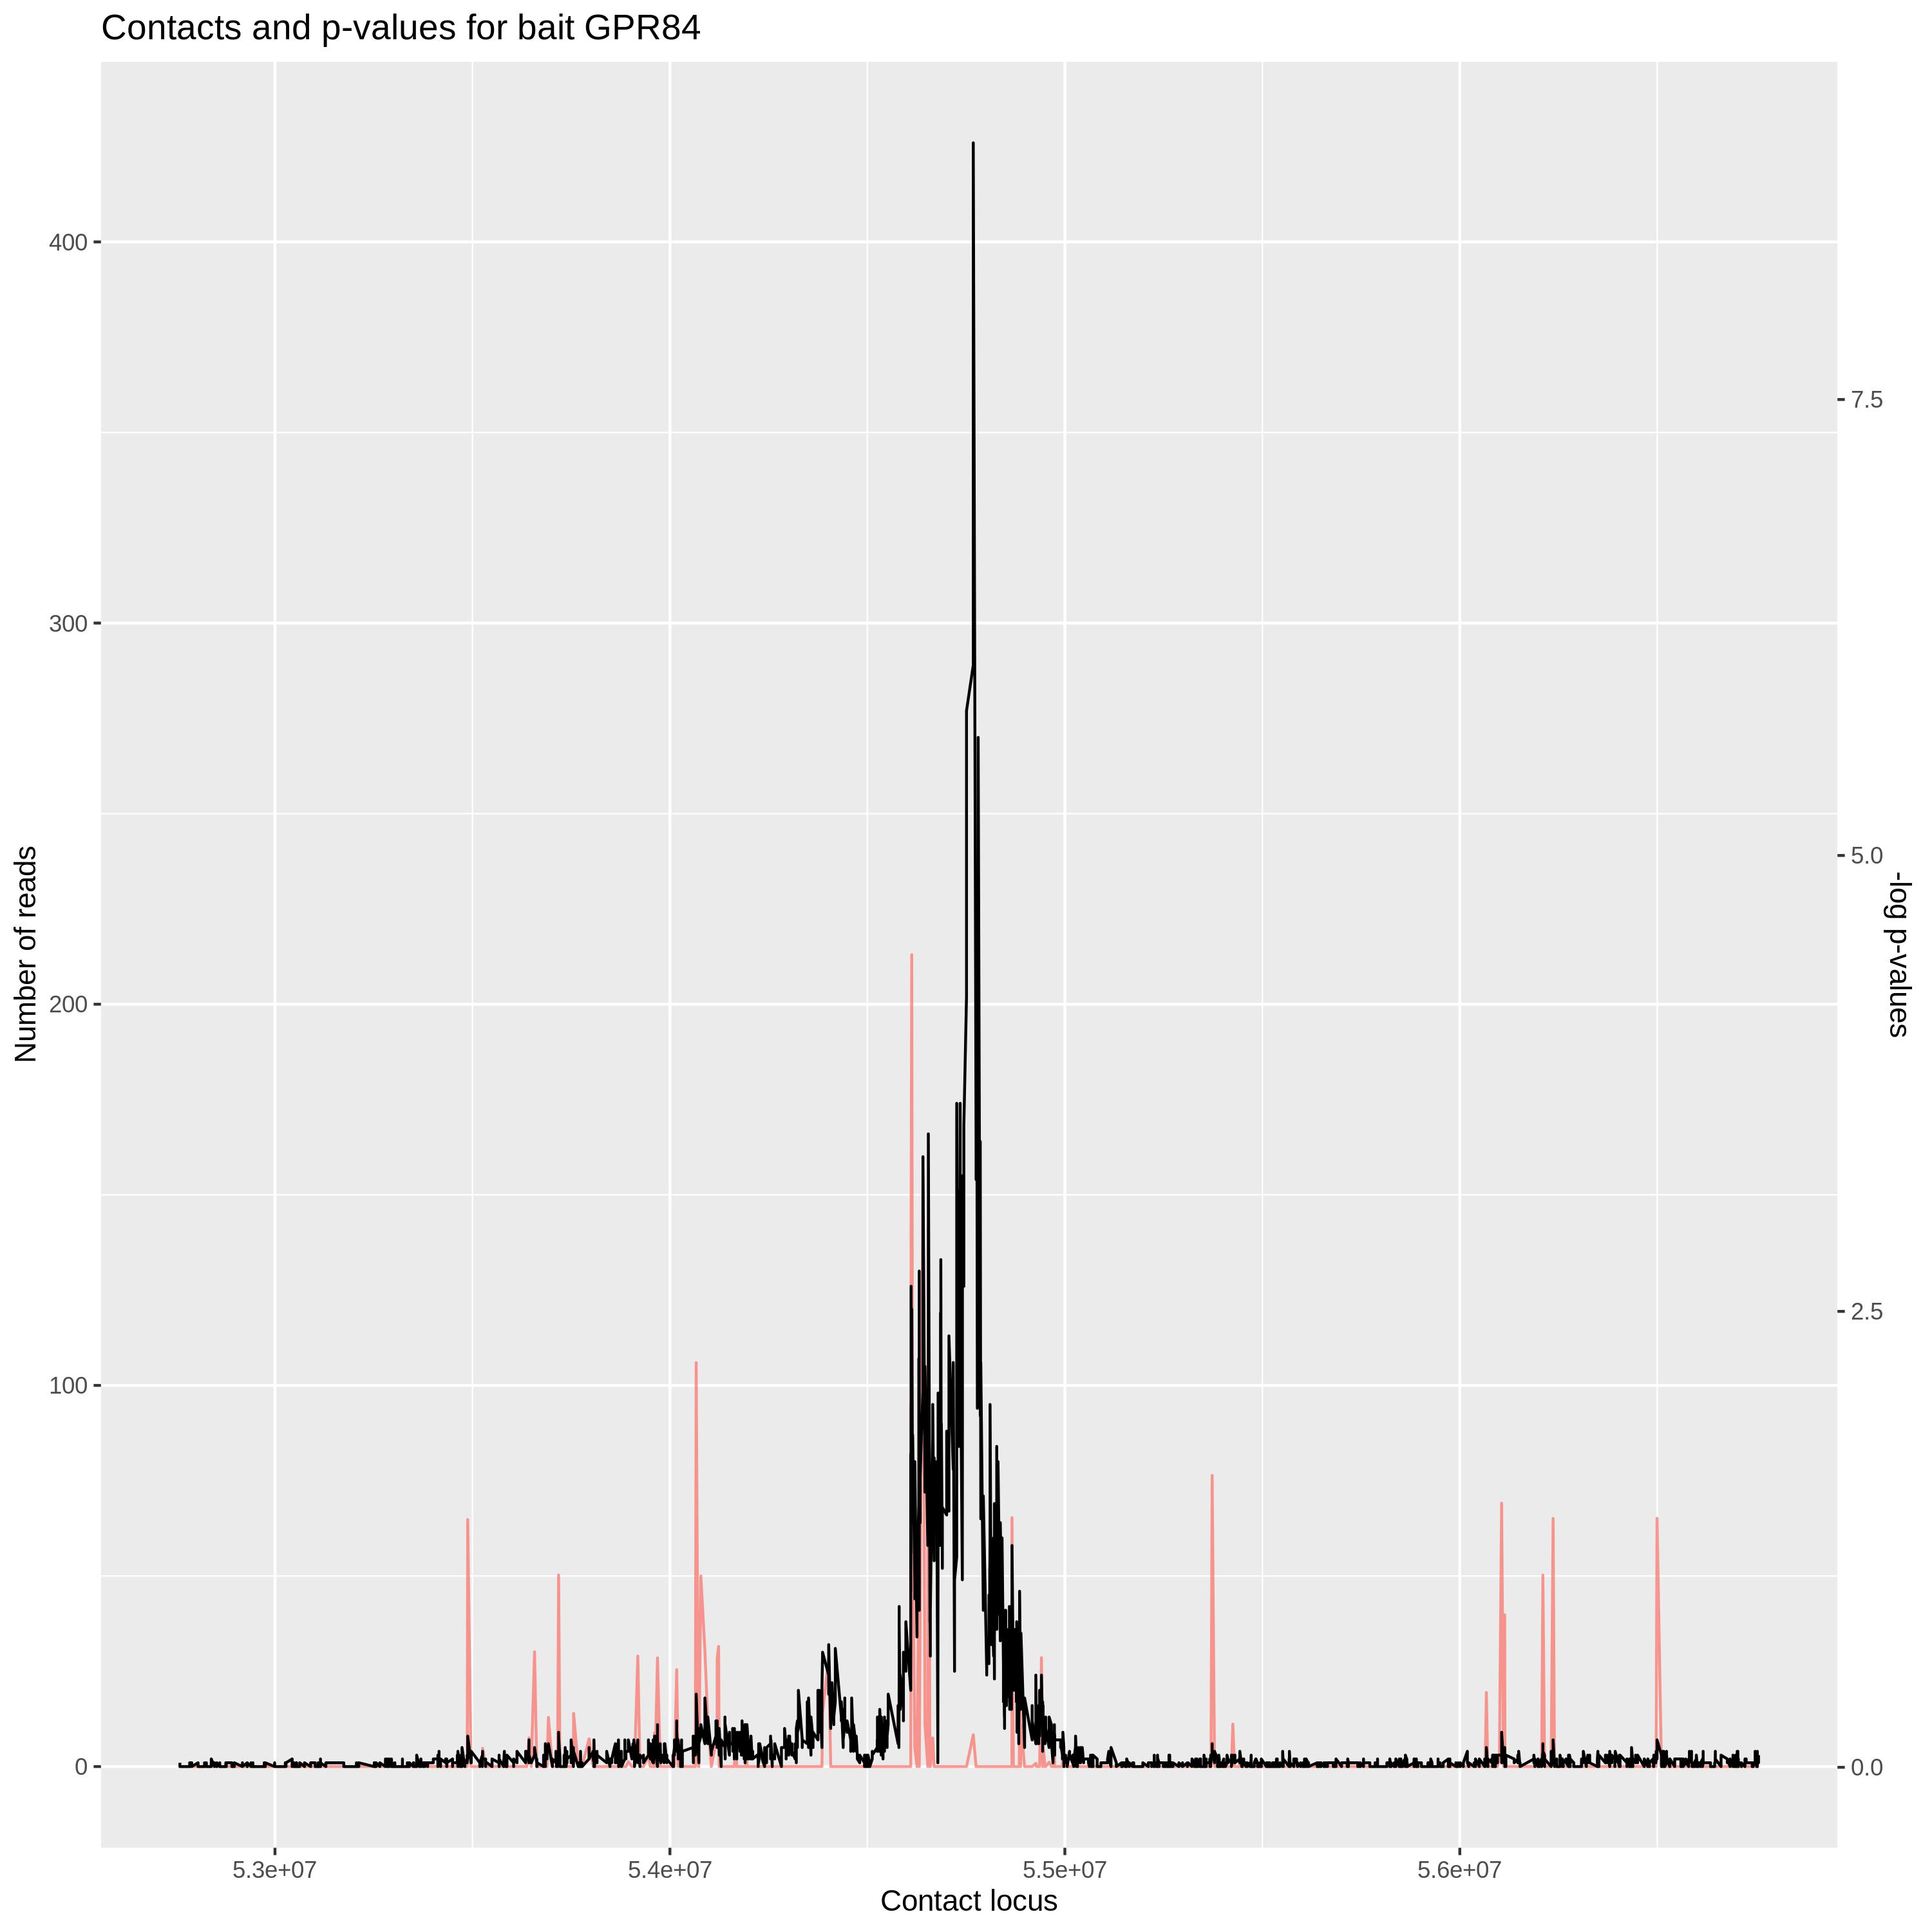 Contacts and p-values for bait GPR84
400
300
200
100
0
Number of reads
7.5
5.0
2.5
0.0
-log p-values
5.3e+07
5.4e+07
5.5e+07
5.6e+07
Contact locus